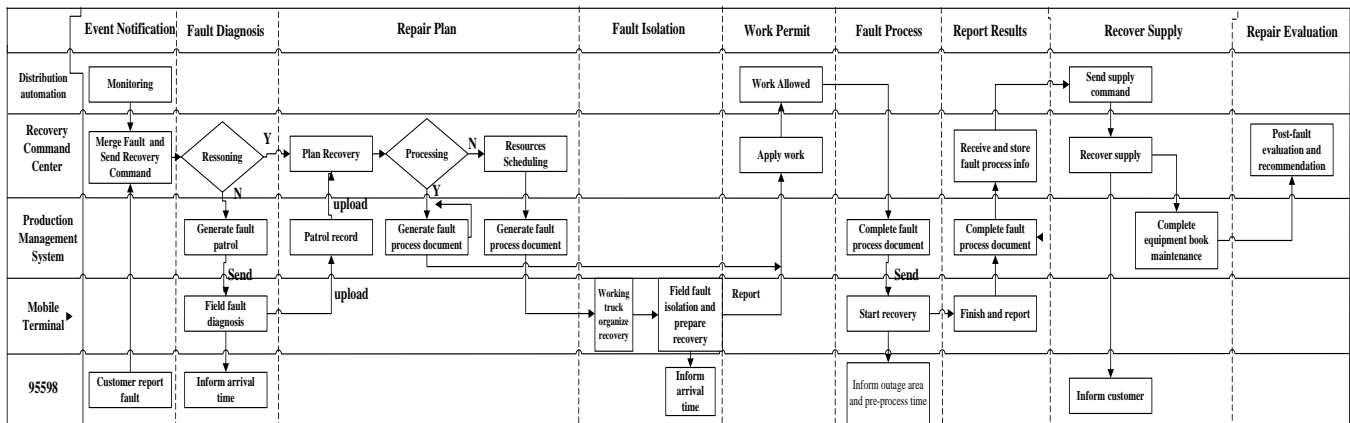 Event Notification
Fault Diagnosis
Repair Plan
Fault Isolation
Work Permit
Fault Process
Report Results
Recover Supply
Repair Evaluation
Distribution
automation
Monitoring
Work Allowed
Send supply
command
Recovery
Command
Center
Merge Fault and
Send Recovery
Command
Ressoning
Y
N
Plan Recovery
Processing
N
Y
Resources
Scheduling
Apply work
Receive and store
fault process info
Recover supply
Post-fault
evaluation and
recommendation
Production
Management
System
Generate fault
patrol
Send
upload
Patrol record
upload
Generate fault
process document
Generate fault
process document
Complete fault
process document
Send
Complete fault
process document
Complete
equipment book
maintenance
Mobile
Terminal
Field fault
diagnosis
Working
truck
organize
recovery
Field fault
isolation and
prepare
recovery
Report
Start recovery
Finish and report
95598
Customer report
fault
Inform arrival
time
Inform
arrival
time
Inform outage area
and pre-process time
Inform customer